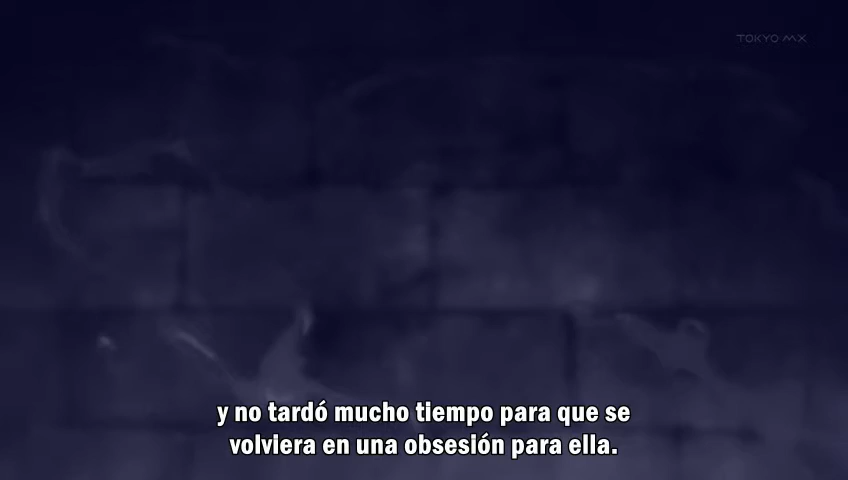 TOKYO MX
y no tardó mucho tiempo para que se
volviera en una obsesión para ella.